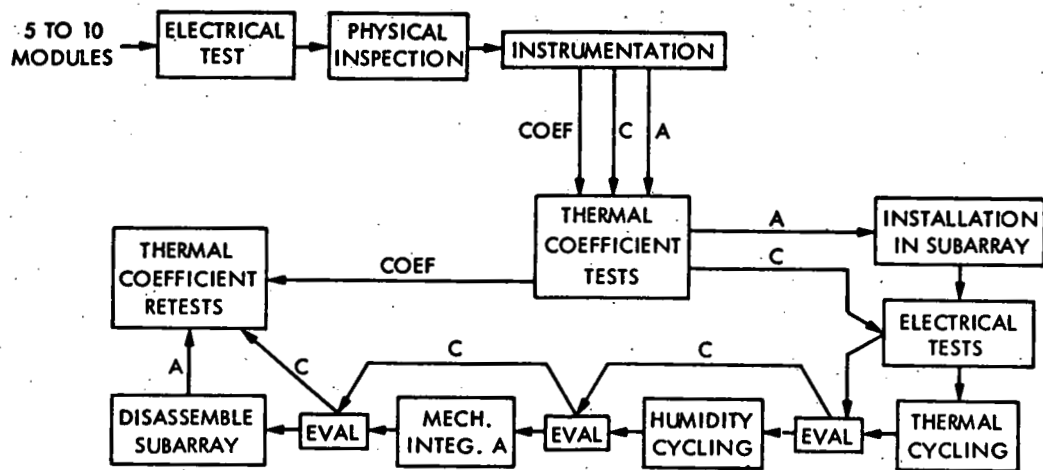 5 TO 10
MODULES
ELECTRICAL
TEST
PHYSICAL
INSPECTION
INSTRUMENTATION
COEF
C
A
THERMAL
COEFFICIENT
TESTS
A
C
INSTALLATION
IN SUBARRAY
THERMAL
COEFFICIENT
RETESTS
COEF
ELECTRICAL
TESTS
A
C
C
C
DISASSEMBLE
SUBARRAY
EVAL
MECH.
INTEG. A
EVAL
HUMIDITY
CYCLING
EVAL
THERMAL
CYCLING